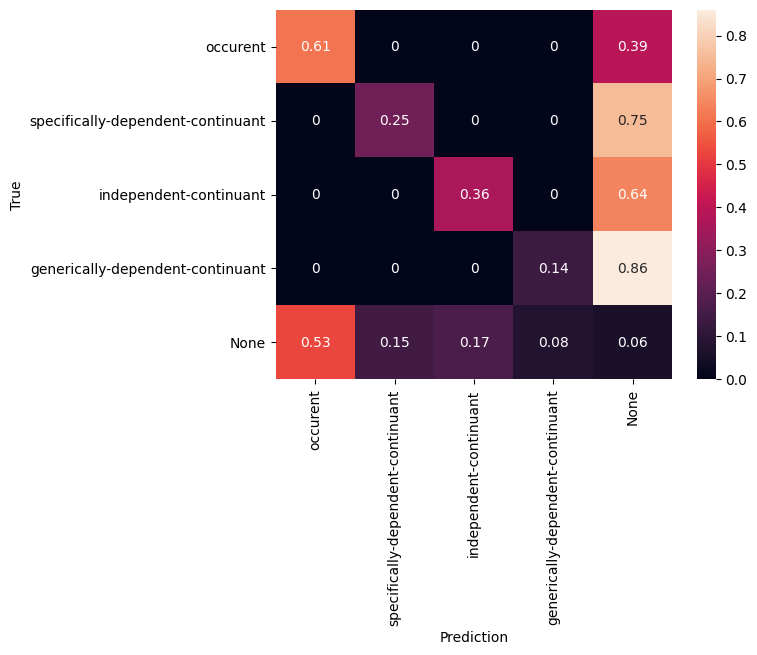 occurent 0.61 0 0 0 0.39
specifically-dependent-continuant 0 0.25 0 0 0.75
independent-continuant 0 0 0.36 0 0.64
generically-dependent-continuant 0 0 0 0.14 0.86
None 0.53 0.15 0.17 0.08 0.06
True
occurent
specifically-dependent-continuant
independent-continuant
generically-dependent-continuant
None
Prediction
0.8
0.7
0.6
0.5
0.4
0.3
0.2
0.1
0.0